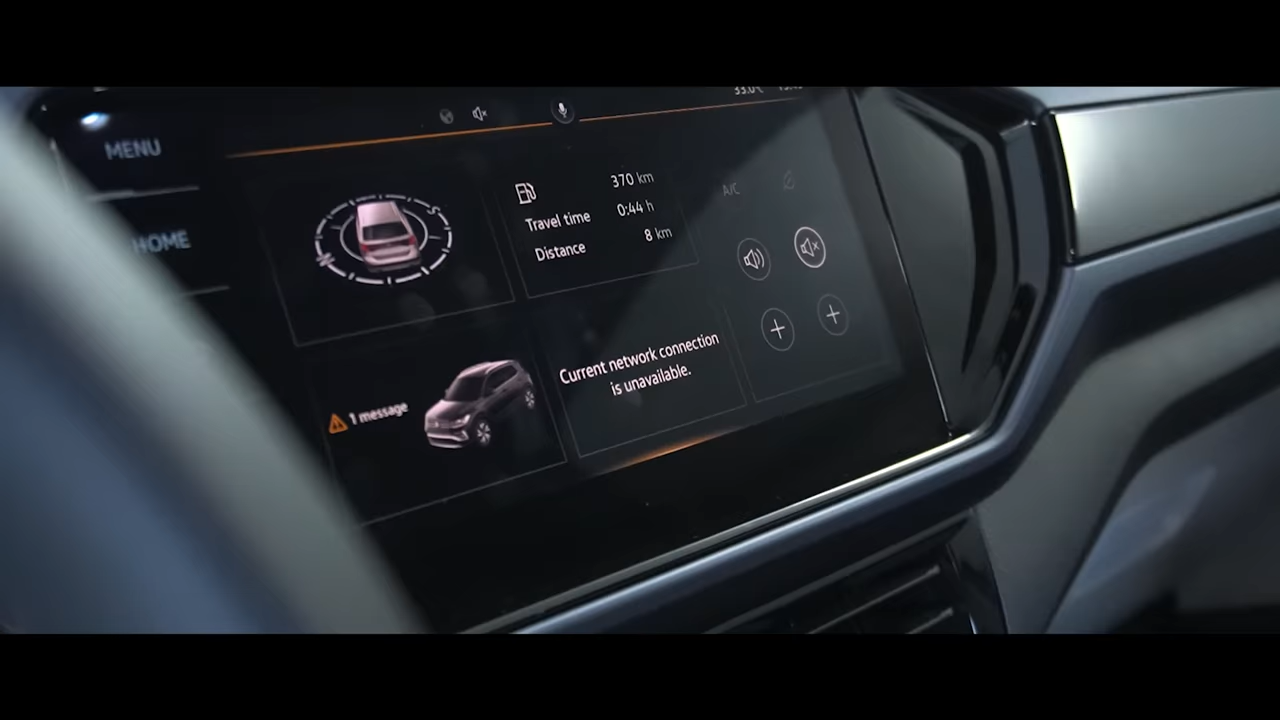 MENU
HOME
370 km
Travel time 0:44 h
Distance 8 km
A/C
1 message
Current network connection
is unavailable.